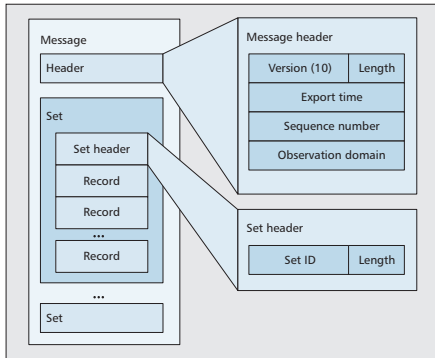 Message
Header
Set
Set header
Record
Record
...
Record
...
Set
Message header
Version (10) Length
Export time
Sequence number
Observation domain
Set header
Set ID Length